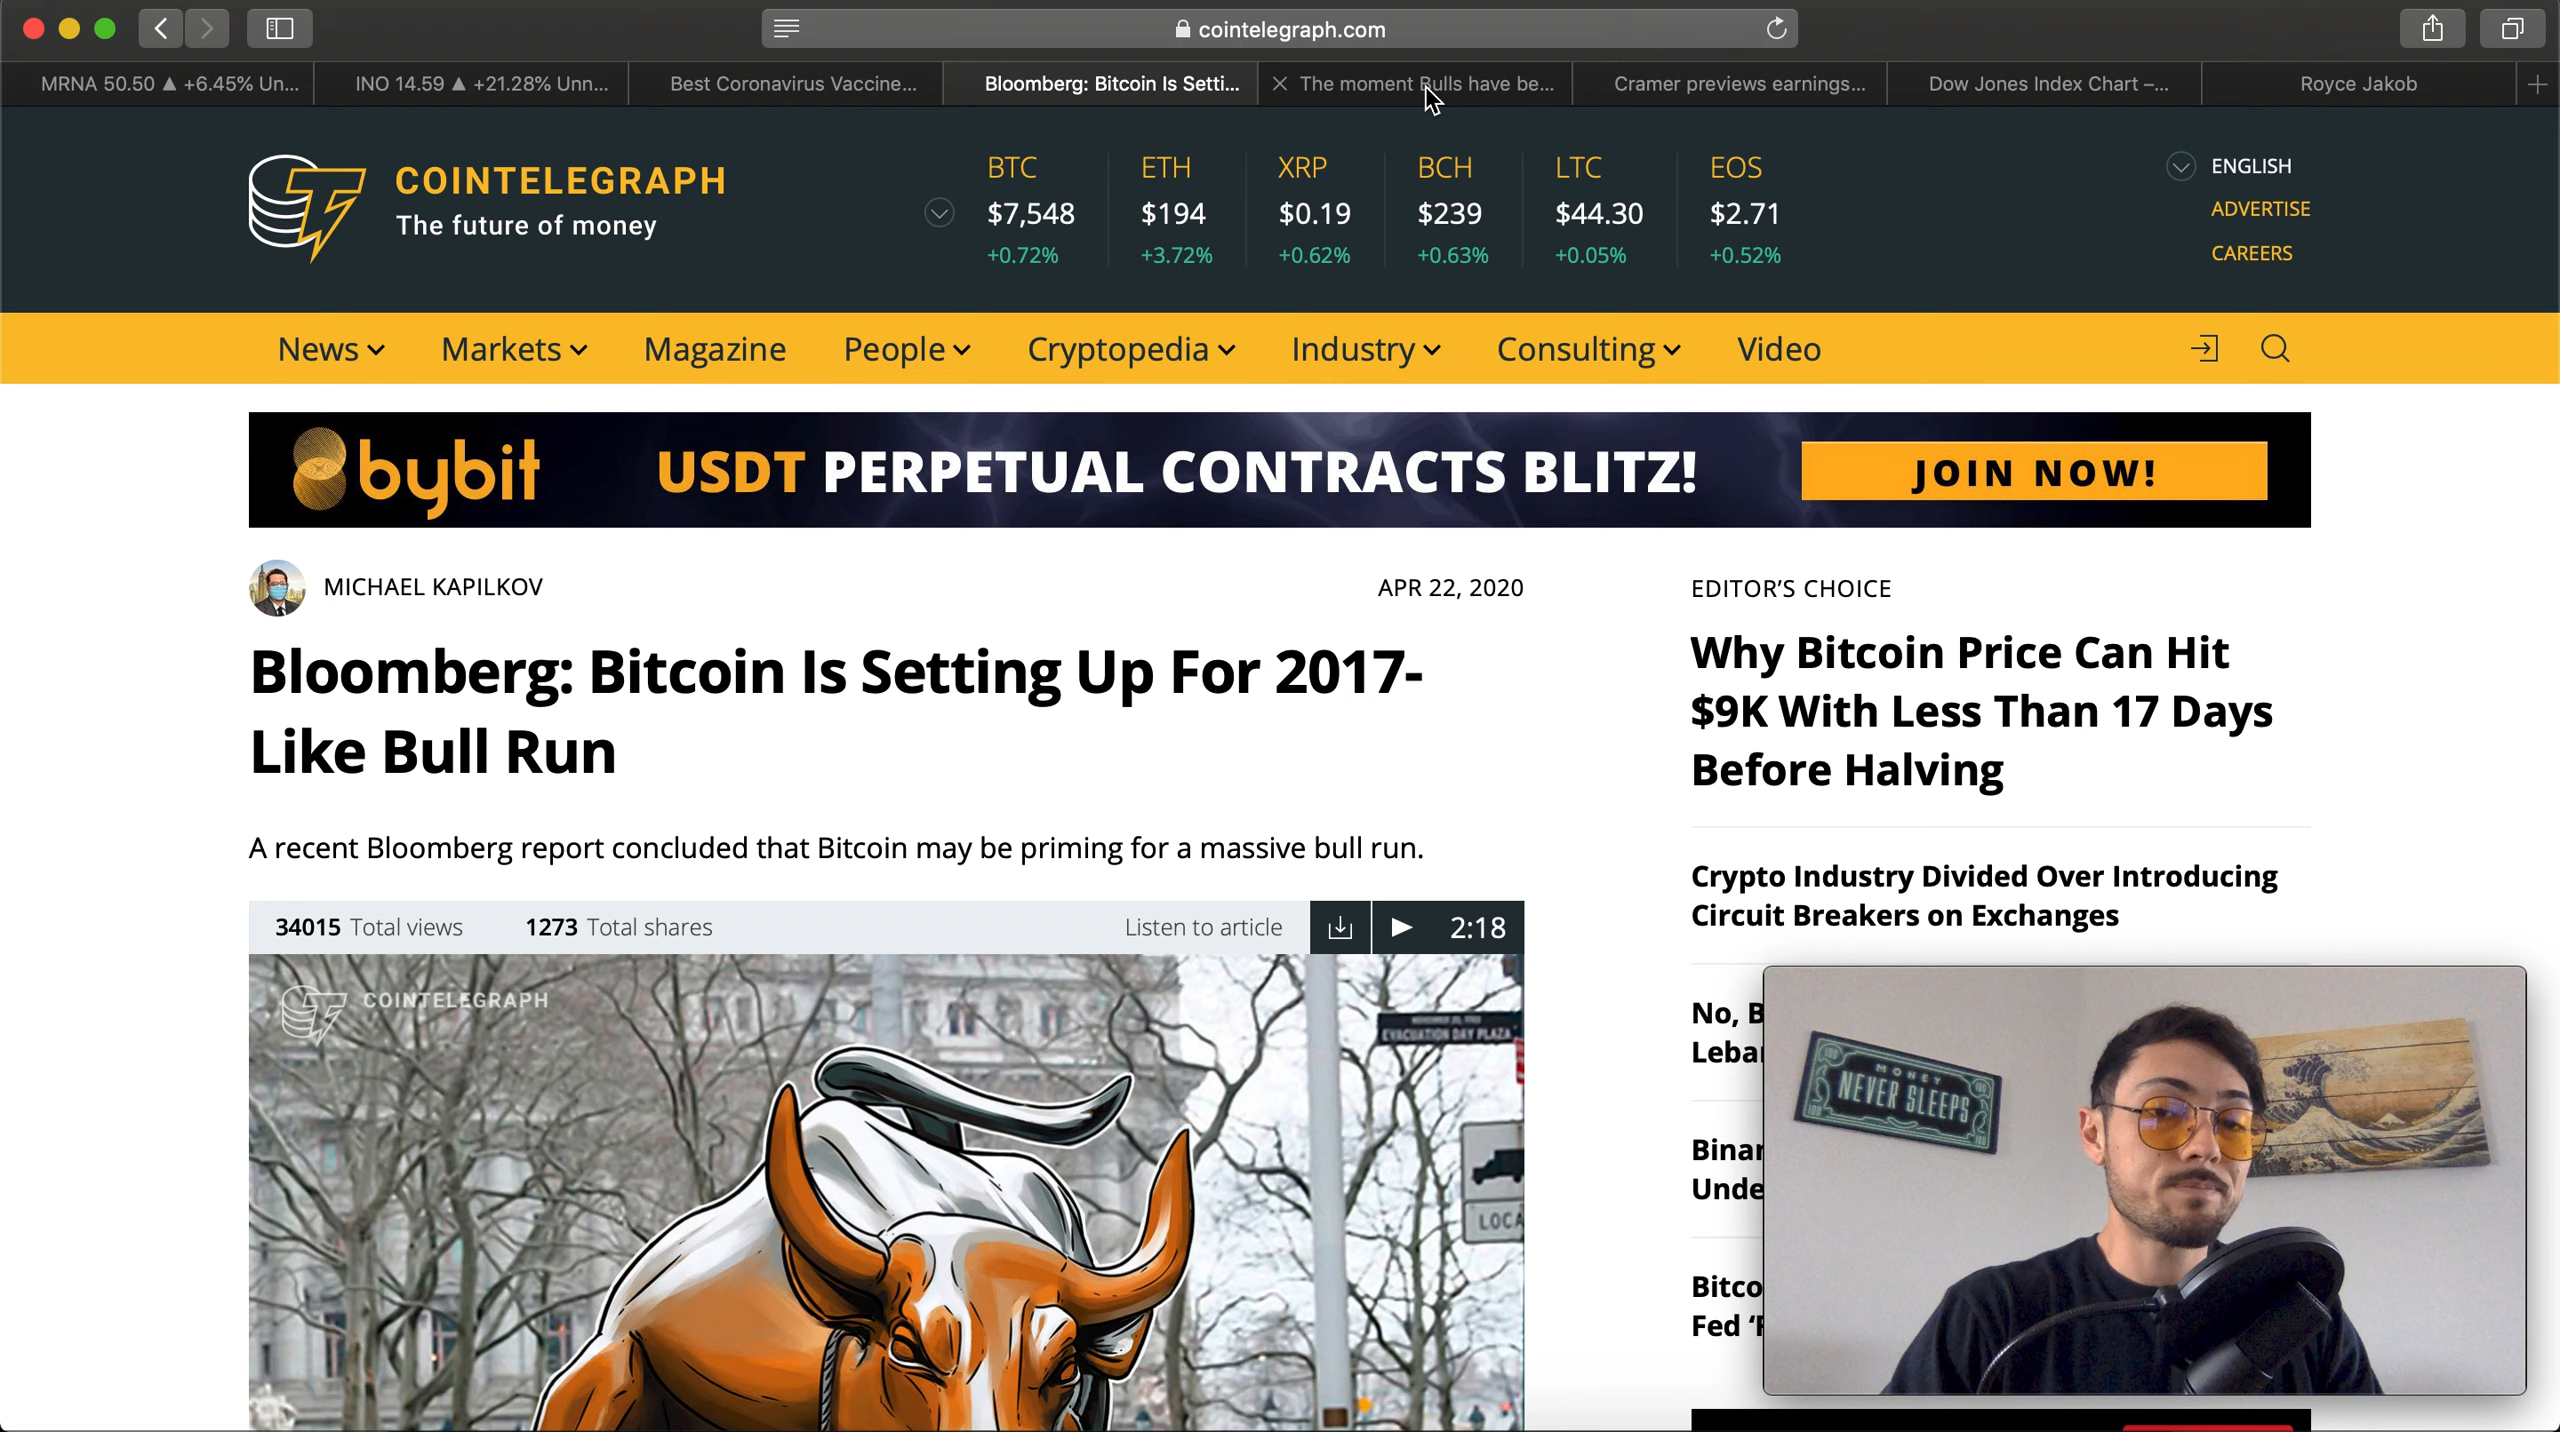 cointelegraph.com
MRNA 50.50 ▲ +6.45% Un...
INO 14.59 ▲ +21.28% Unn...
Best Coronavirus Vaccine...
Bloomberg: Bitcoin Is Setti...
The moment Bulls have be...
Cramer previews earnings...
Dow Jones Index Chart –...
Royce Jakob
COINTELEGRAPH
The future of money
BTC ETH XRP BCH LTC EOS
$7,548 $194 $0.19 $239 $44.30 $2.71
+0.72% +3.72% +0.62% +0.63% +0.05% +0.52%
ENGLISH
ADVERTISE
CAREERS
News Markets Magazine People Cryptopedia Industry Consulting Video
bybit USDT PERPETUAL CONTRACTS BLITZ! JOIN NOW!
MICHAEL KAPILKOV APR 22, 2020
Bloomberg: Bitcoin Is Setting Up For 2017-
Like Bull Run
A recent Bloomberg report concluded that Bitcoin may be priming for a massive bull run.
34015 Total views 1273 Total shares Listen to article 2:18
COINTELEGRAPH
EVACUATION DAY PLAZA
LOCA
EDITOR'S CHOICE
Why Bitcoin Price Can Hit
$9K With Less Than 17 Days
Before Halving
Crypto Industry Divided Over Introducing
Circuit Breakers on Exchanges
No, B
Leba
Binan
Unde
Bitco
Fed ‘
MONEY
NEVER SLEEPS